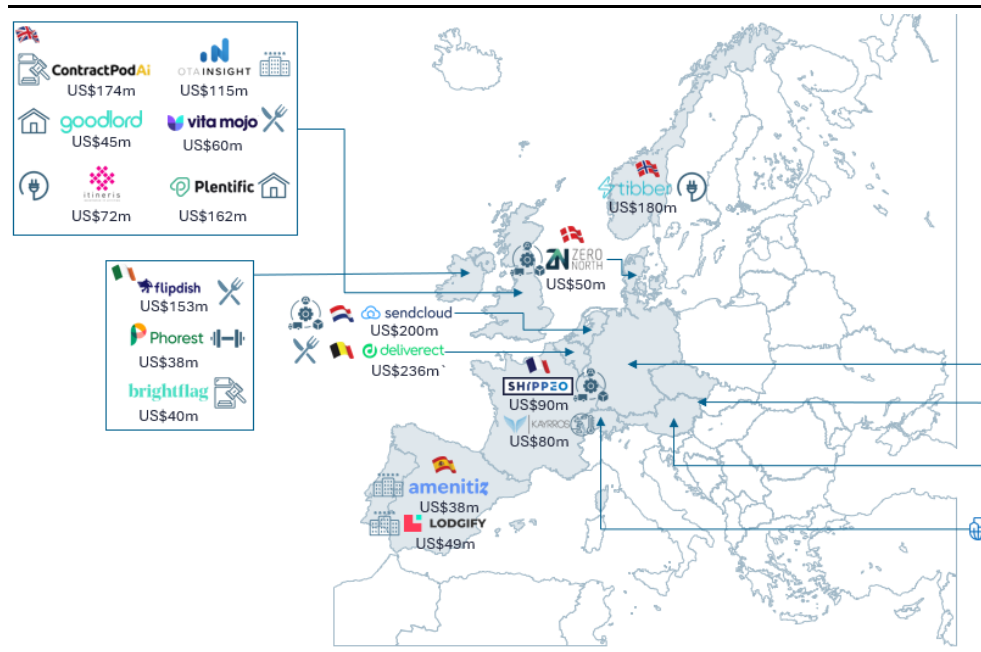 ContractPodAi
US$174m
OTAINSIGHT
US$115m
goodlord
US$45m
vita mojo
US$60m
itineris
US$72m
Plentific
US$162m
tibber
US$180m
ZERO
NORTH
US$50m
flipdish
US$153m
Phorest
US$38m
brightflag
US$40m
sendcloud
US$200m
deliverect
US$236m`
SHIPPEO
US$90m
KAYRROS
US$80m
amenitiz
US$38m
LODGIFY
US$49m